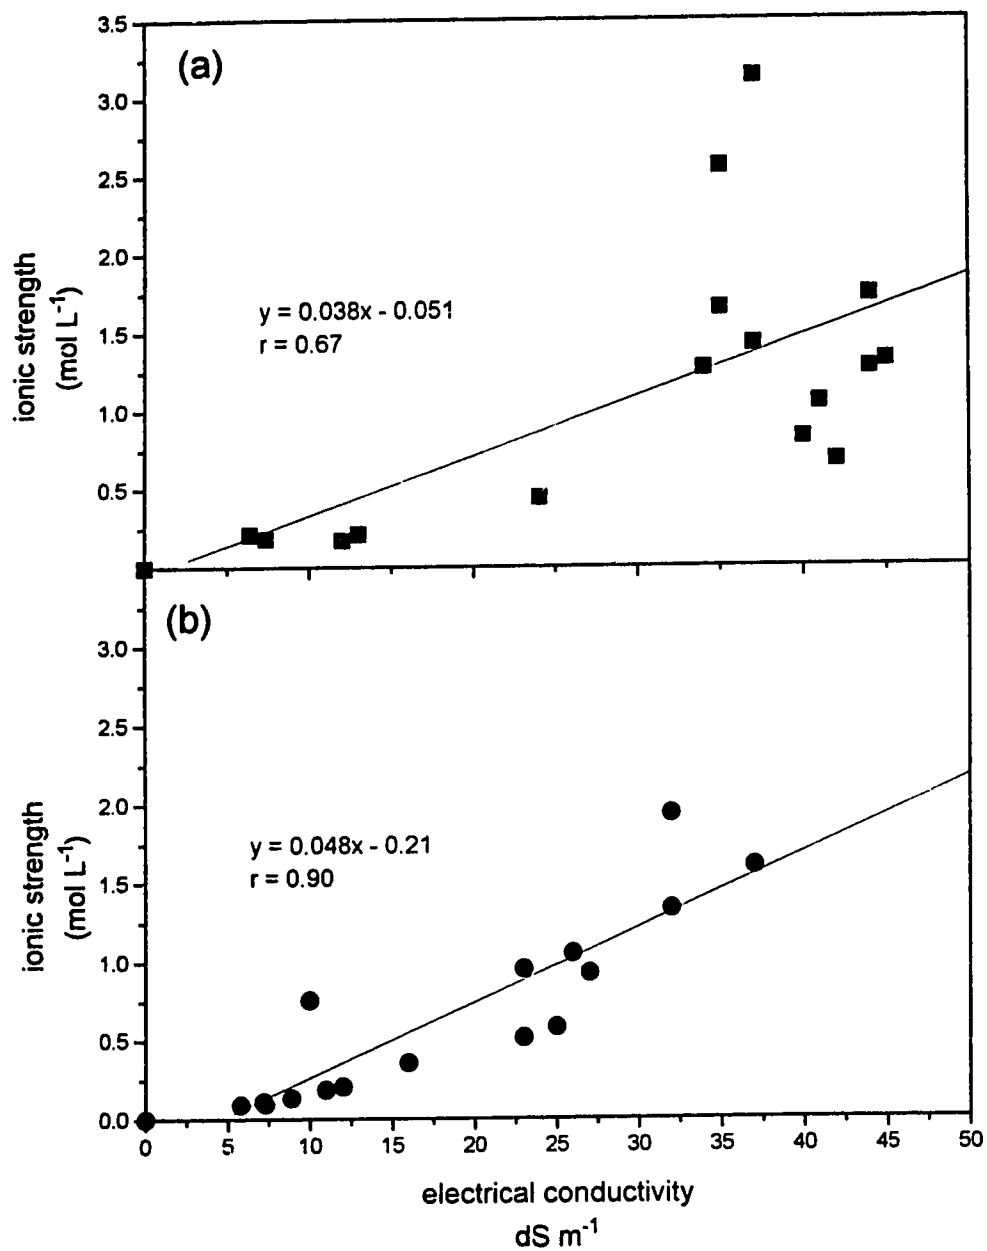 (a)
3.5
3.0
2.5
2.0
1.5
1.0
0.5
ionic strength
(mol L⁻¹)
y = 0.038x - 0.051
r = 0.67
(b)
3.0
2.5
2.0
1.5
1.0
0.5
0.0
ionic strength
(mol L⁻¹)
y = 0.048x - 0.21
r = 0.90
0 5 10 15 20 25 30 35 40 45 50
electrical conductivity
dS m⁻¹